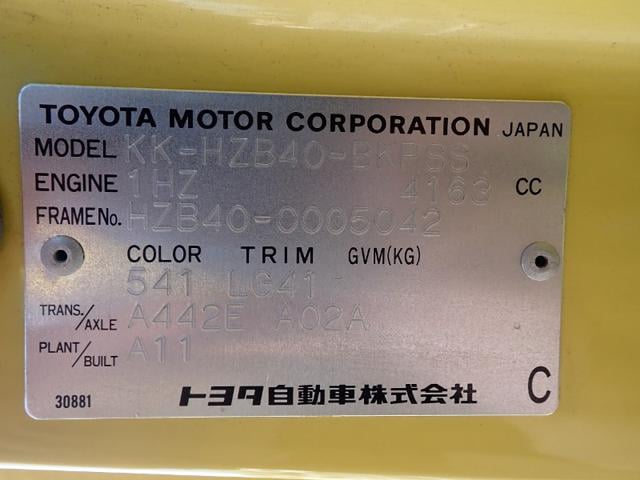 TOYOTA MOTOR CORPORATION JAPAN
MODEL KK-HZB40-BKPSS
ENGINE 1HZ 4163 CC
FRAME No. HZB40-0005042
COLOR TRIM GVM(KG)
541 LG41
TRANS./AXLE A442E A02A
PLANT/BUILT A11
30881 トヨタ自動車株式会社 C